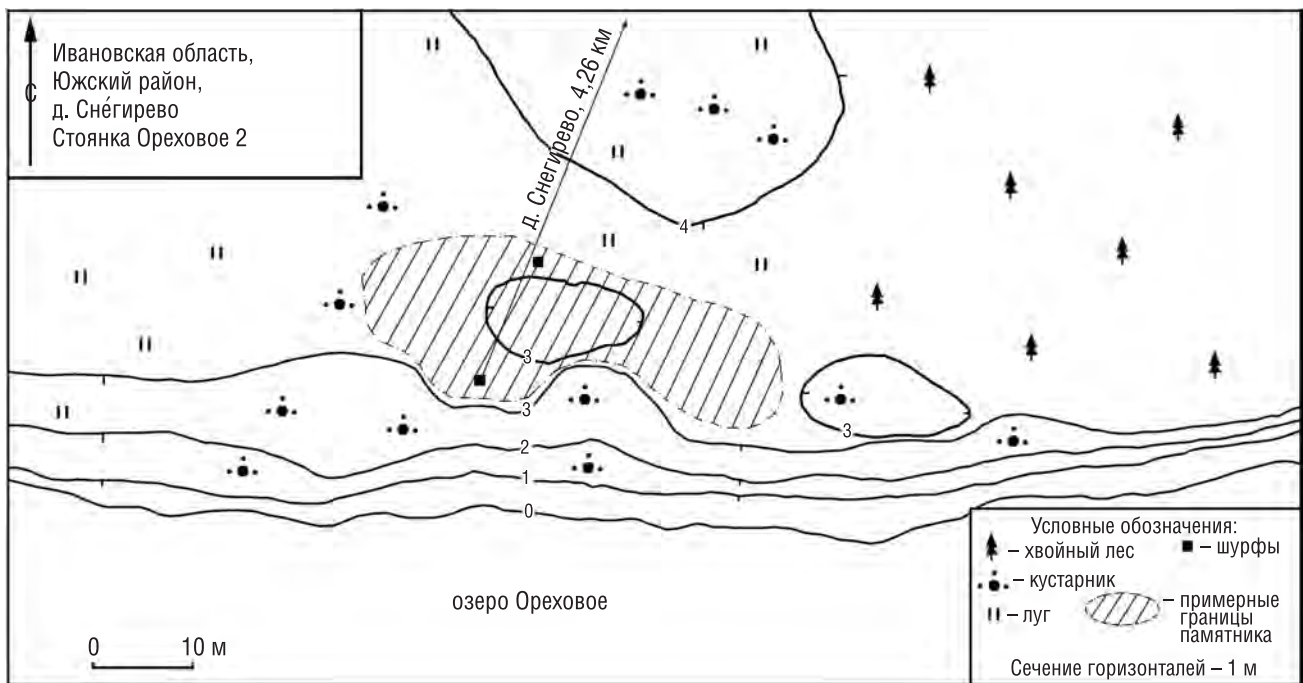 Ивановская область,
Южский район,
д. Сне́гирево
Стоянка Ореховое 2
С
д. Снегирево, 4,26 км
4
3
3
3
2
1
0
озеро Ореховое
0 10 м
Условные обозначения:
– хвойный лес
– шурфы
– кустарник
– луг
– примерные
границы
памятника
Сечение горизонталей – 1 м